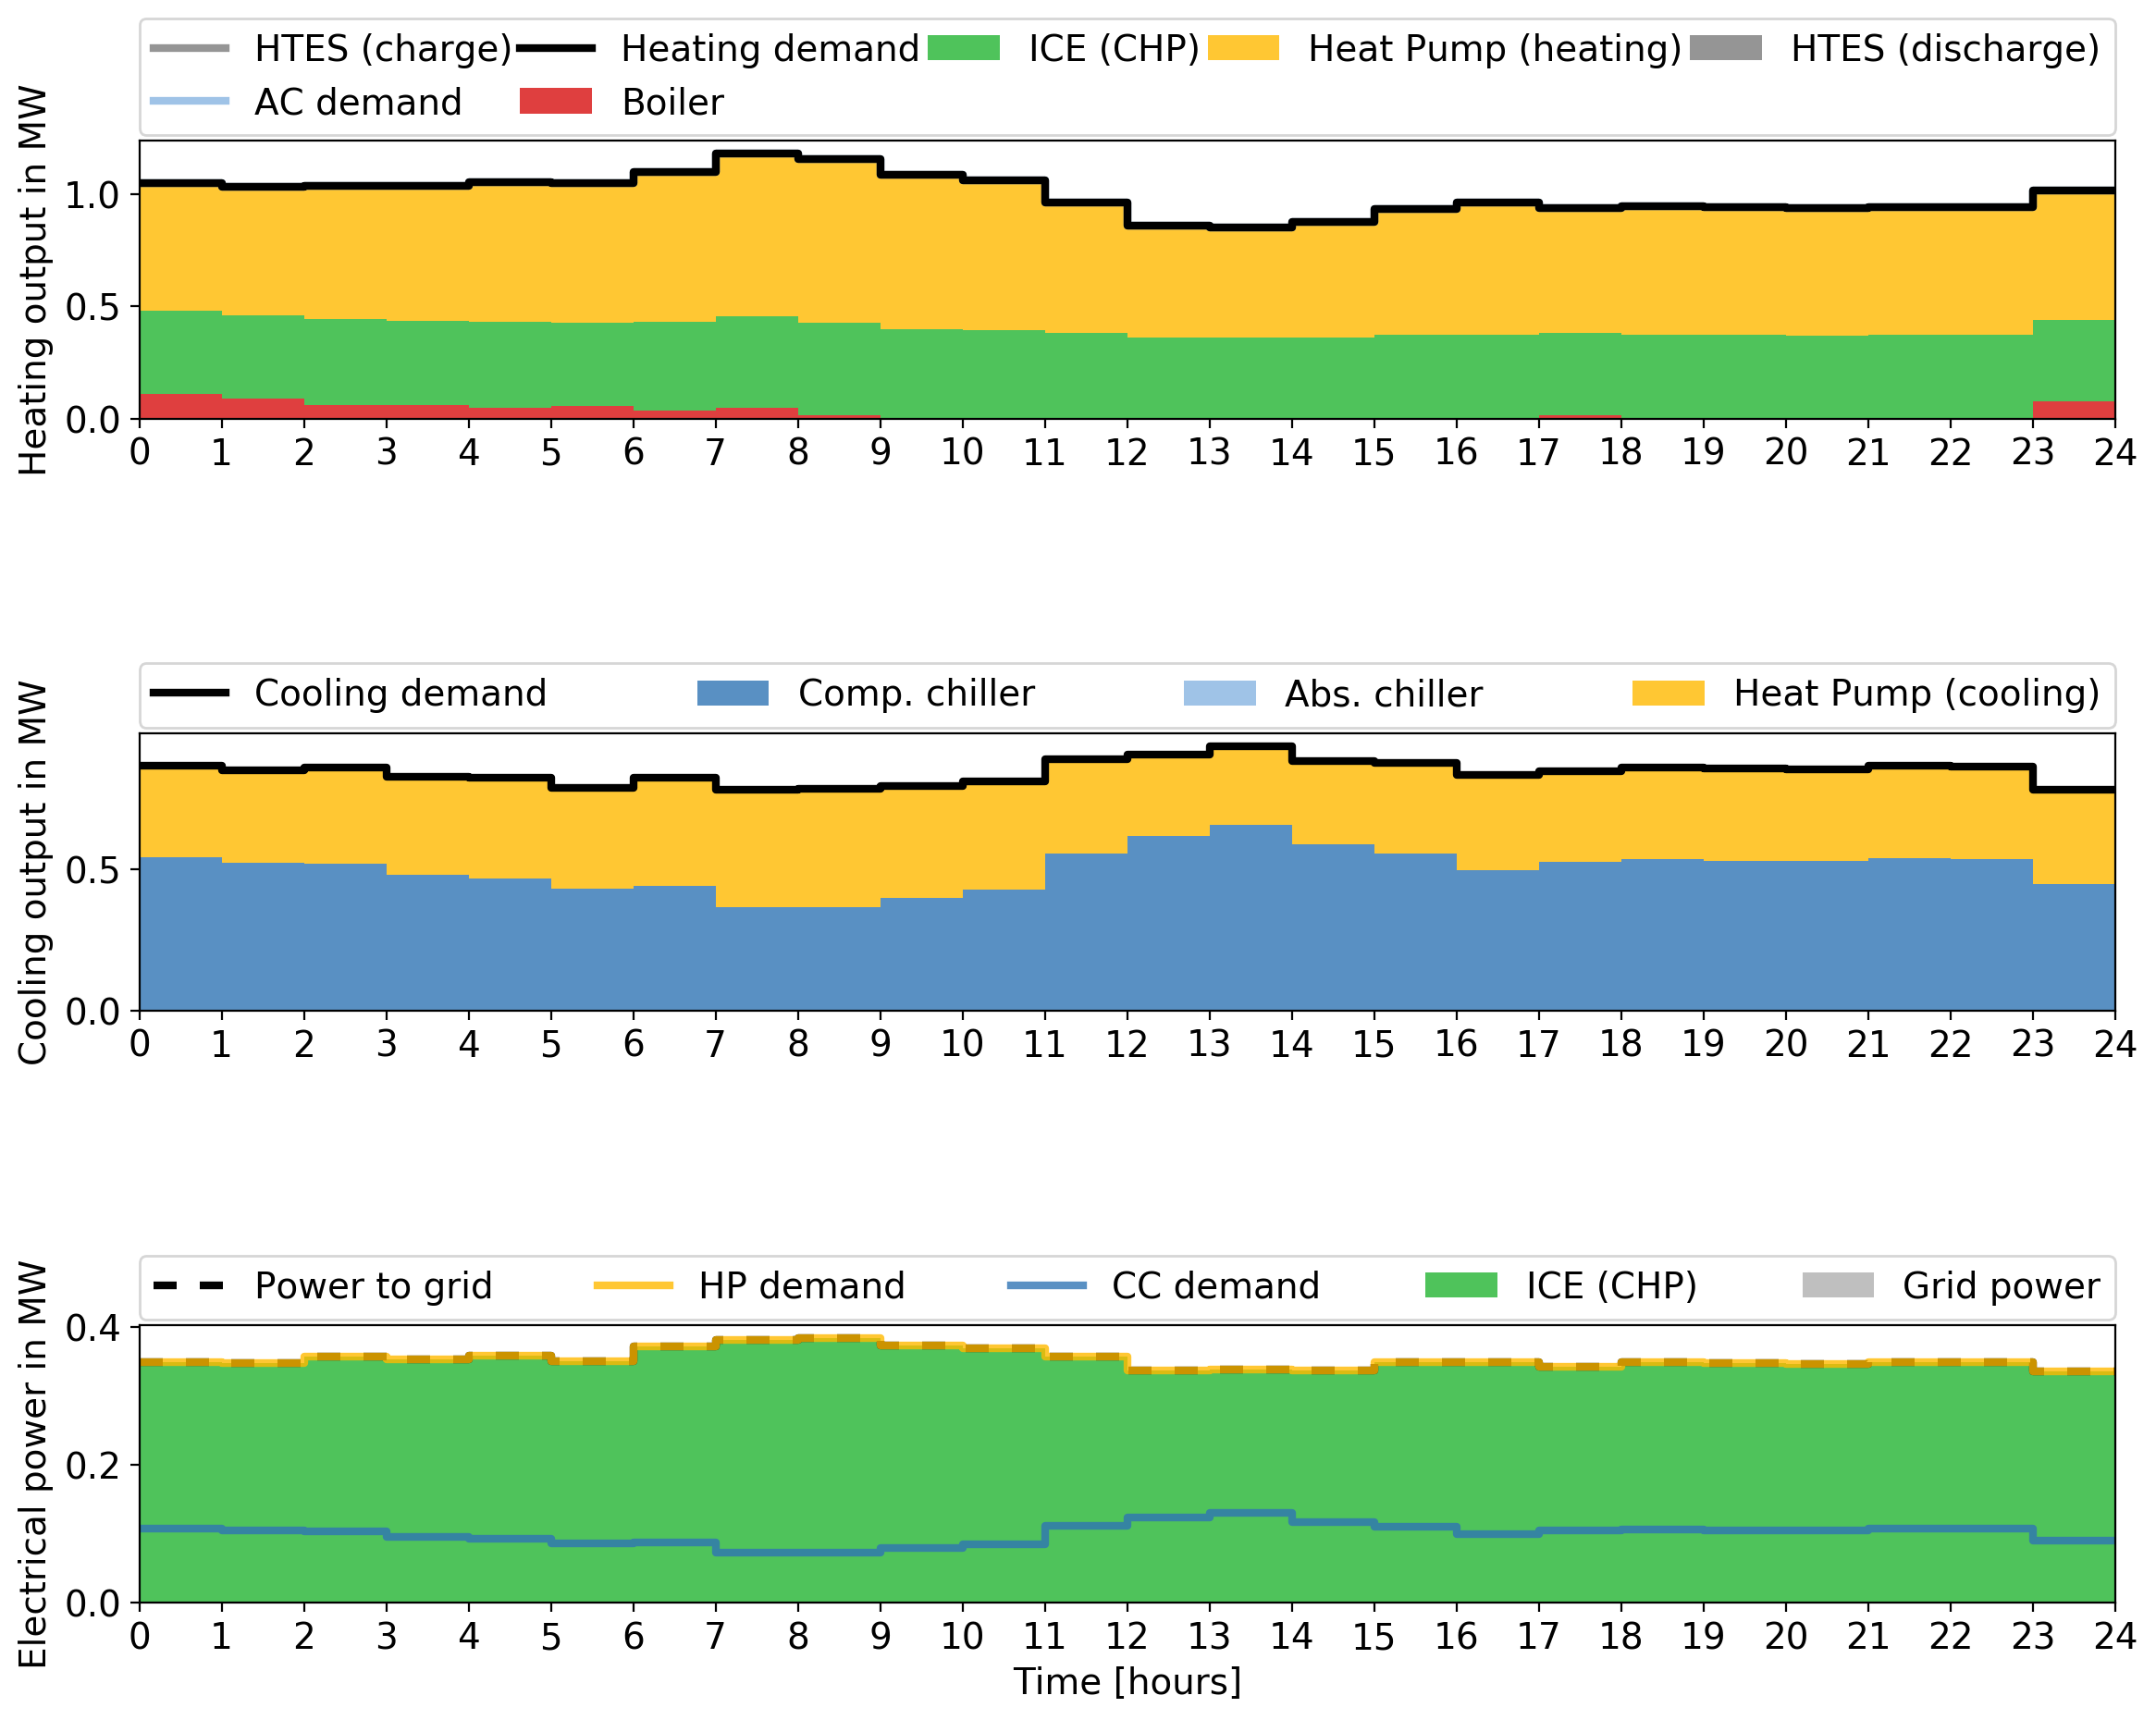 HTES (charge) Heating demand ICE (CHP) Heat Pump (heating) HTES (discharge)
AC demand Boiler
Heating output in MW
1.0
0.5
0.0
0 1 2 3 4 5 6 7 8 9 10 11 12 13 14 15 16 17 18 19 20 21 22 23 24
Cooling demand Comp. chiller Abs. chiller Heat Pump (cooling)
Cooling output in MW
0.5
0.0
0 1 2 3 4 5 6 7 8 9 10 11 12 13 14 15 16 17 18 19 20 21 22 23 24
Power to grid HP demand CC demand ICE (CHP) Grid power
Electrical power in MW
0.4
0.2
0.0
0 1 2 3 4 5 6 7 8 9 10 11 12 13 14 15 16 17 18 19 20 21 22 23 24
Time [hours]